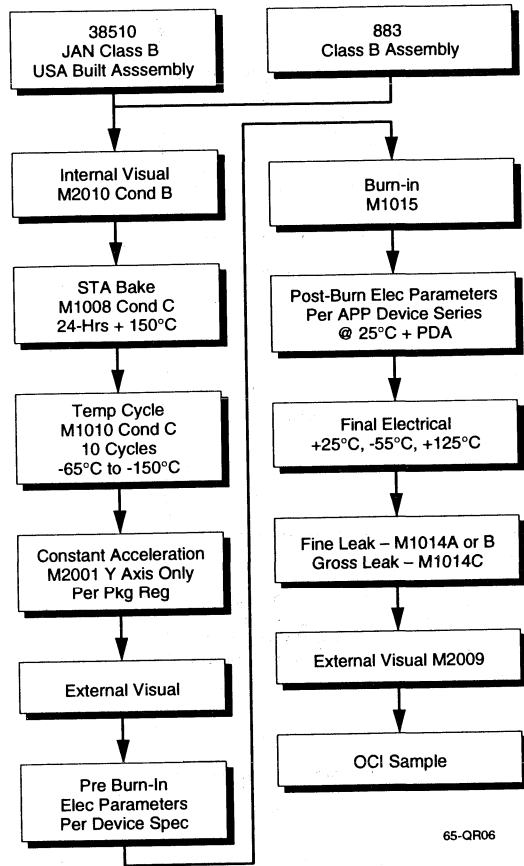 38510
JAN Class B
USA Built Asssembly
883
Class B Assembly
Internal Visual
M2010 Cond B
STA Bake
M1008 Cond C
24-Hrs + 150°C
Temp Cycle
M1010 Cond C
10 Cycles
-65°C to -150°C
Constant Acceleration
M2001 Y Axis Only
Per Pkg Reg
External Visual
Pre Burn-In
Elec Parameters
Per Device Spec
Burn-in
M1015
Post-Burn Elec Parameters
Per APP Device Series
@ 25°C + PDA
Final Electrical
+25°C, -55°C, +125°C
Fine Leak – M1014A or B
Gross Leak – M1014C
External Visual M2009
OCI Sample
65-QR06